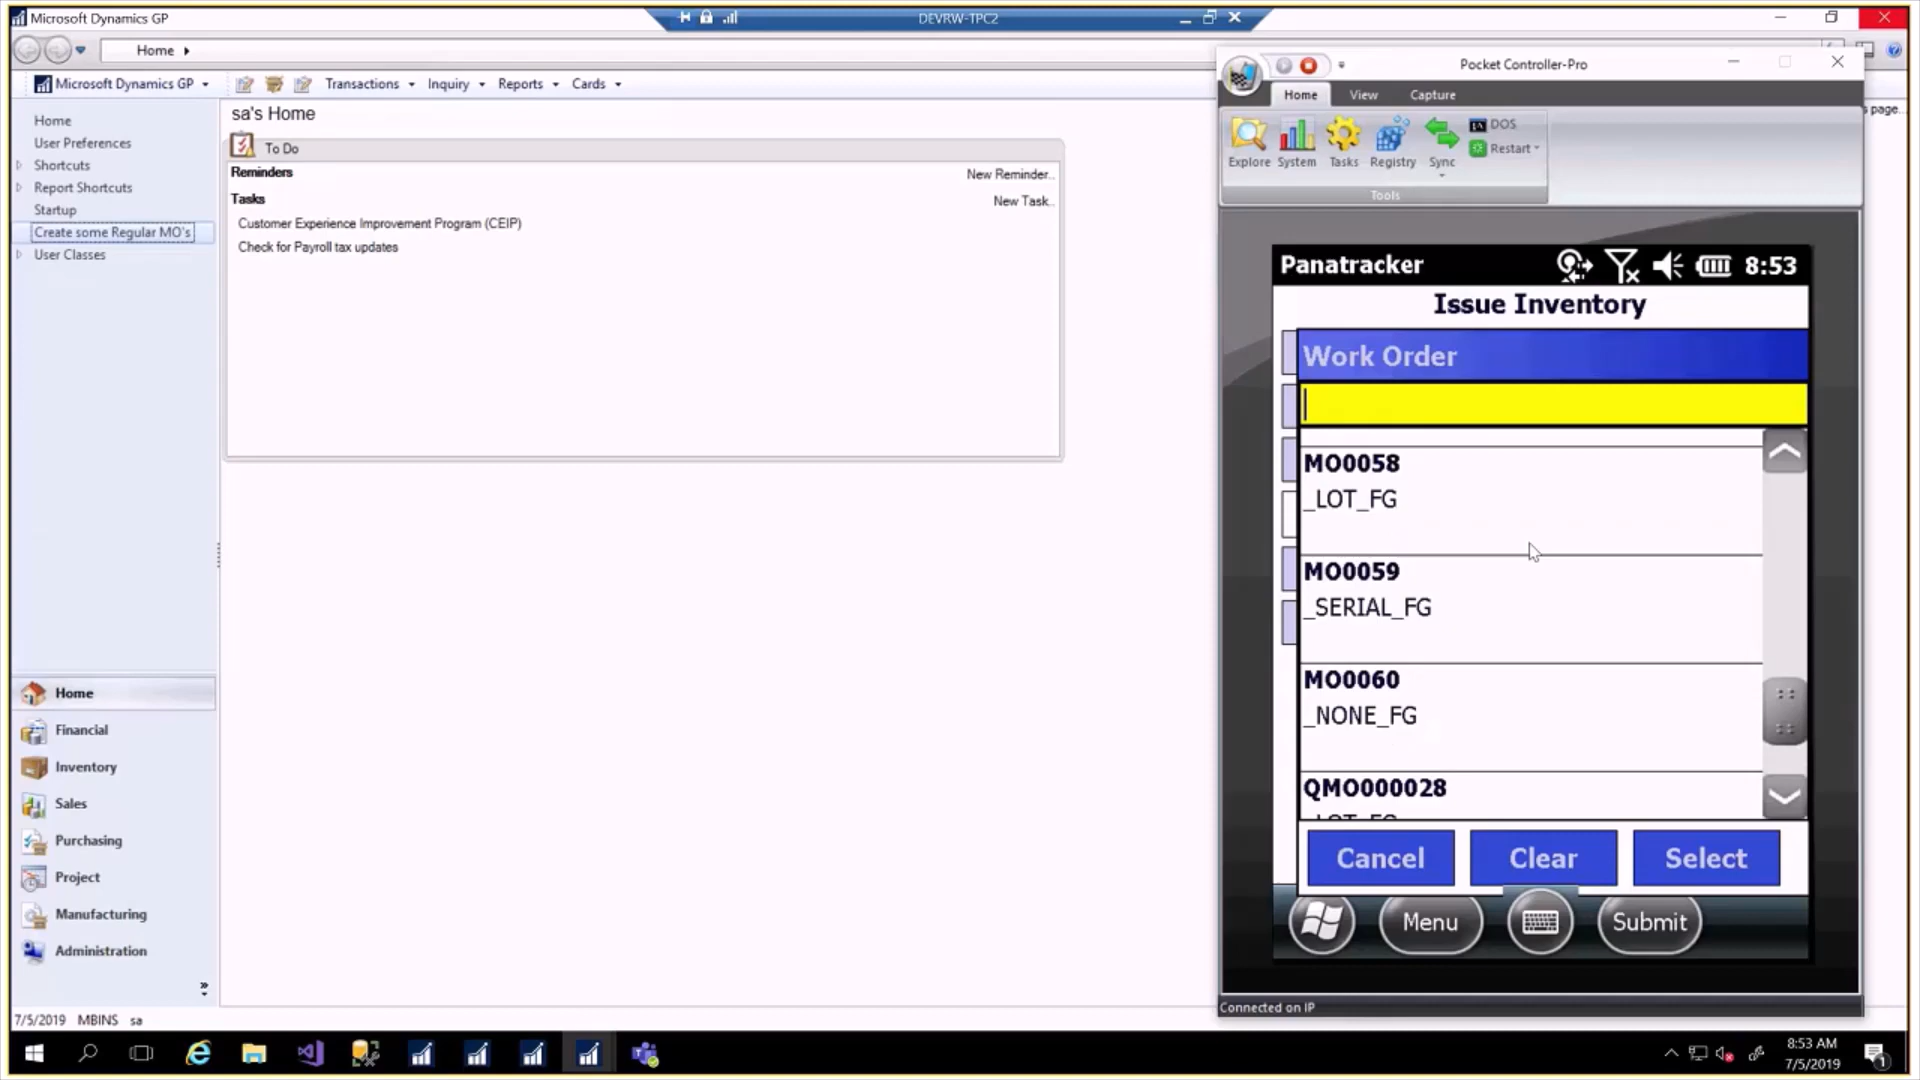 Microsoft Dynamics GP
DEVRW-TPC2
Home
Microsoft Dynamics GP
Transactions
Inquiry
Reports
Cards
Home
User Preferences
Shortcuts
Report Shortcuts
Startup
Create some Regular MO's
User Classes
sa's Home
To Do
Reminders
New Reminder..
Tasks
New Task..
Customer Experience Improvement Program (CEIP)
Check for Payroll tax updates
Home
Financial
Inventory
Sales
Purchasing
Project
Manufacturing
Administration
7/5/2019 MBINS sa
s page...
Pocket Controller-Pro
Home View Capture
Explore System Tasks Registry Sync
DOS
Restart
Tools
Panatracker 8:53
Issue Inventory
Work Order
MO0058
_LOT_FG
MO0059
_SERIAL_FG
MO0060
_NONE_FG
QMO000028
Cancel Clear Select
Menu Submit
Connected on IP
8:53 AM
7/5/2019
1